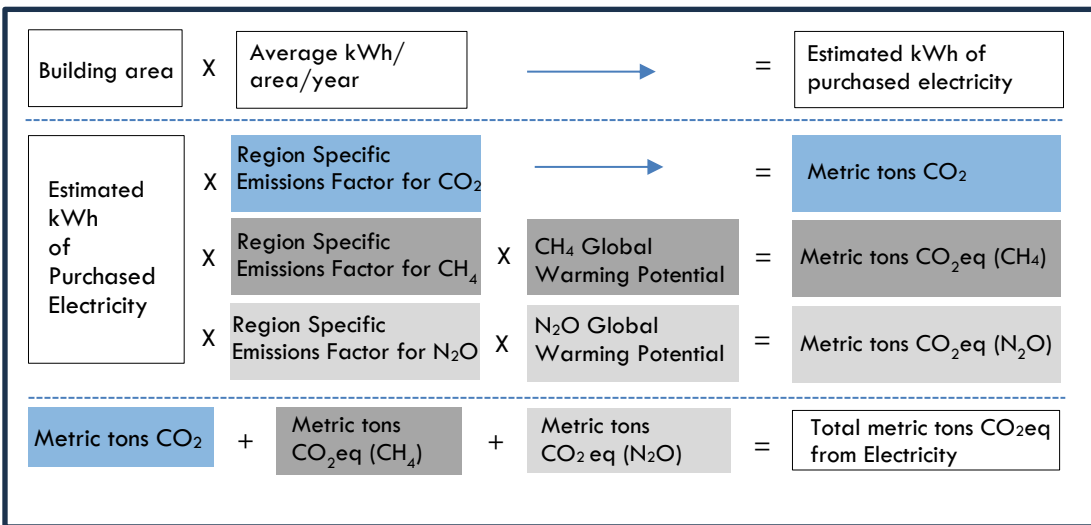 Building area X Average kWh/ = Estimated kWh of
area/year purchased electricity
Estimated
kWh
of
Purchased
Electricity
X Region Specific = Metric tons CO₂
Emissions Factor for CO₂
X Region Specific X CH₄ Global = Metric tons CO₂eq (CH₄)
Emissions Factor for CH₄ Warming Potential
X Region Specific X N₂O Global = Metric tons CO₂eq (N₂O)
Emissions Factor for N₂O Warming Potential
Metric tons CO₂ + Metric tons + Metric tons = Total metric tons CO₂eq
CO₂eq (CH₄) CO₂ eq (N₂O) from Electricity